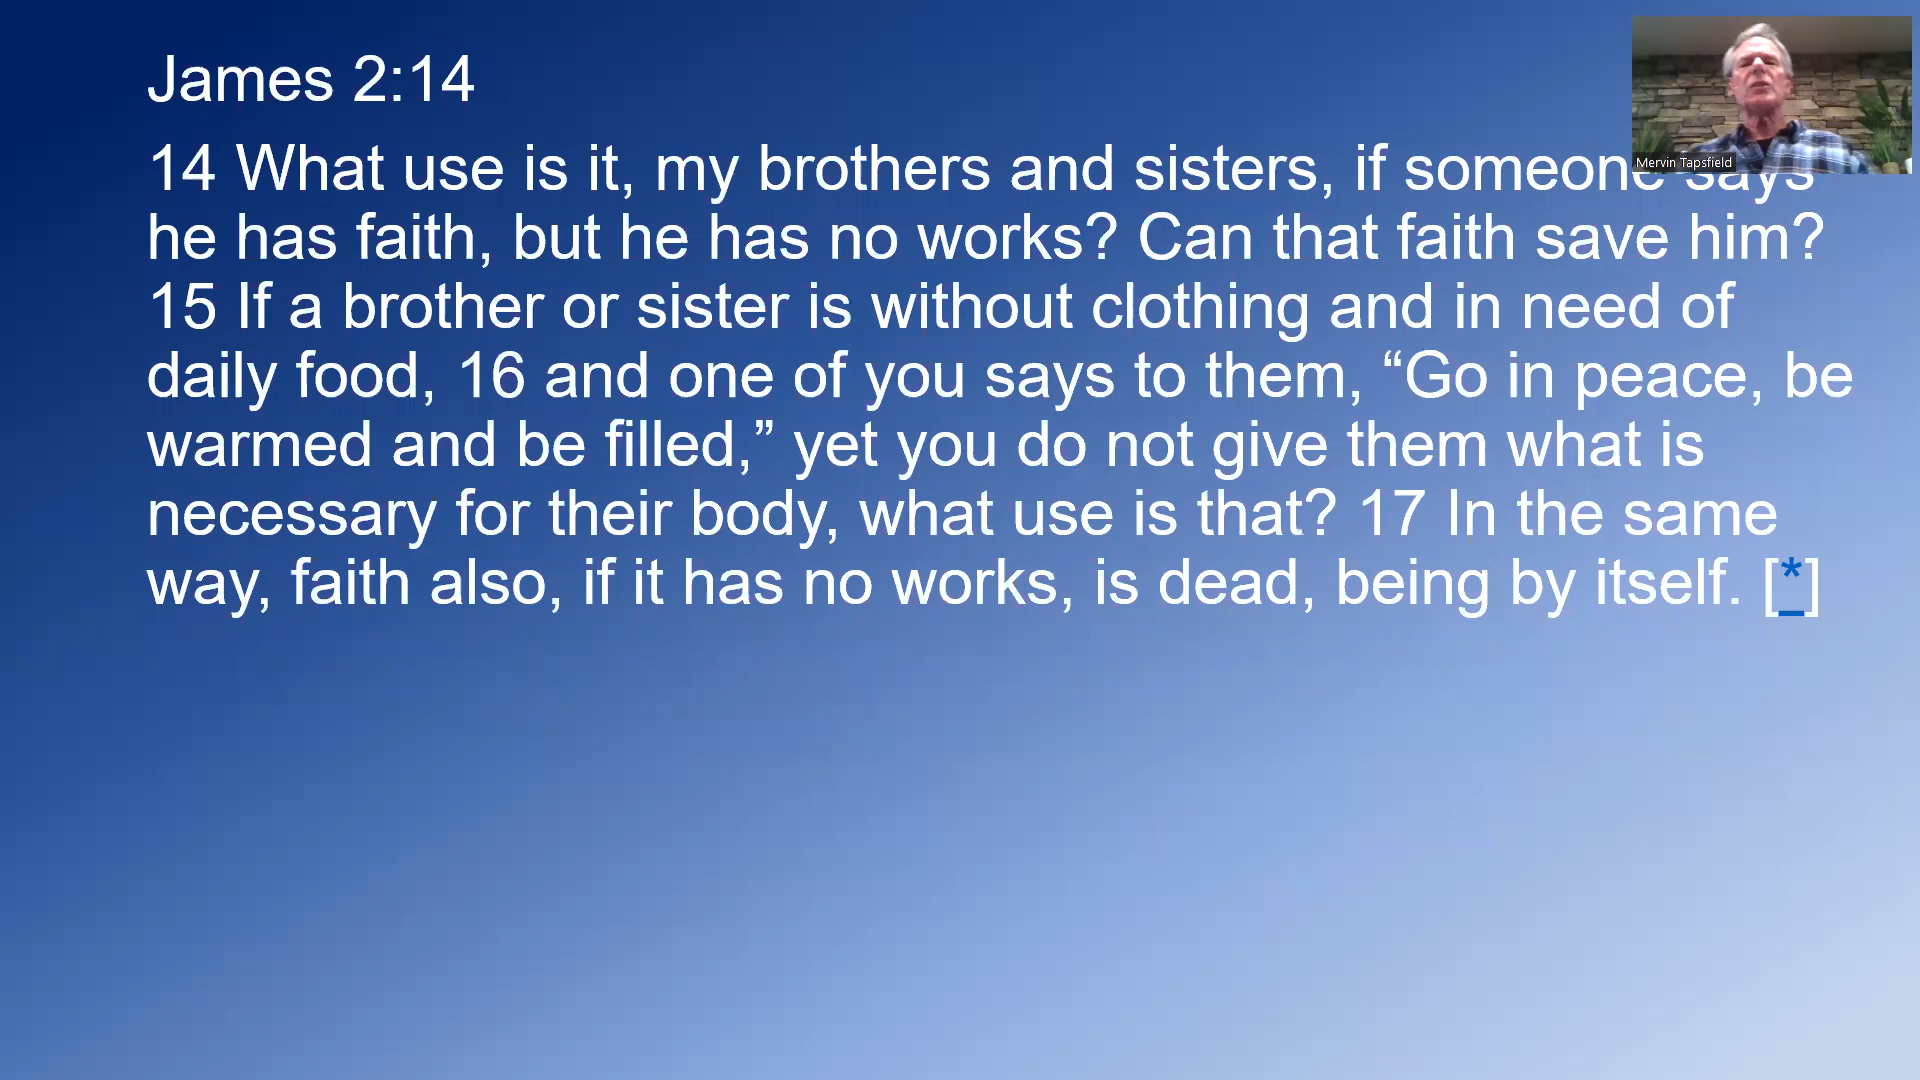 James 2:14
14 What use is it, my brothers and sisters, if someone says
he has faith, but he has no works? Can that faith save him?
15 If a brother or sister is without clothing and in need of
daily food, 16 and one of you says to them, “Go in peace, be
warmed and be filled,” yet you do not give them what is
necessary for their body, what use is that? 17 In the same
way, faith also, if it has no works, is dead, being by itself. [*]
Mervin Tapsfield